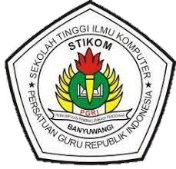 SEKOLAH TINGGI ILMU KOMPUTER
STIKOM
PGRI
BANYUWANGI
PERSATUAN GURU REPUBLIK INDONESIA